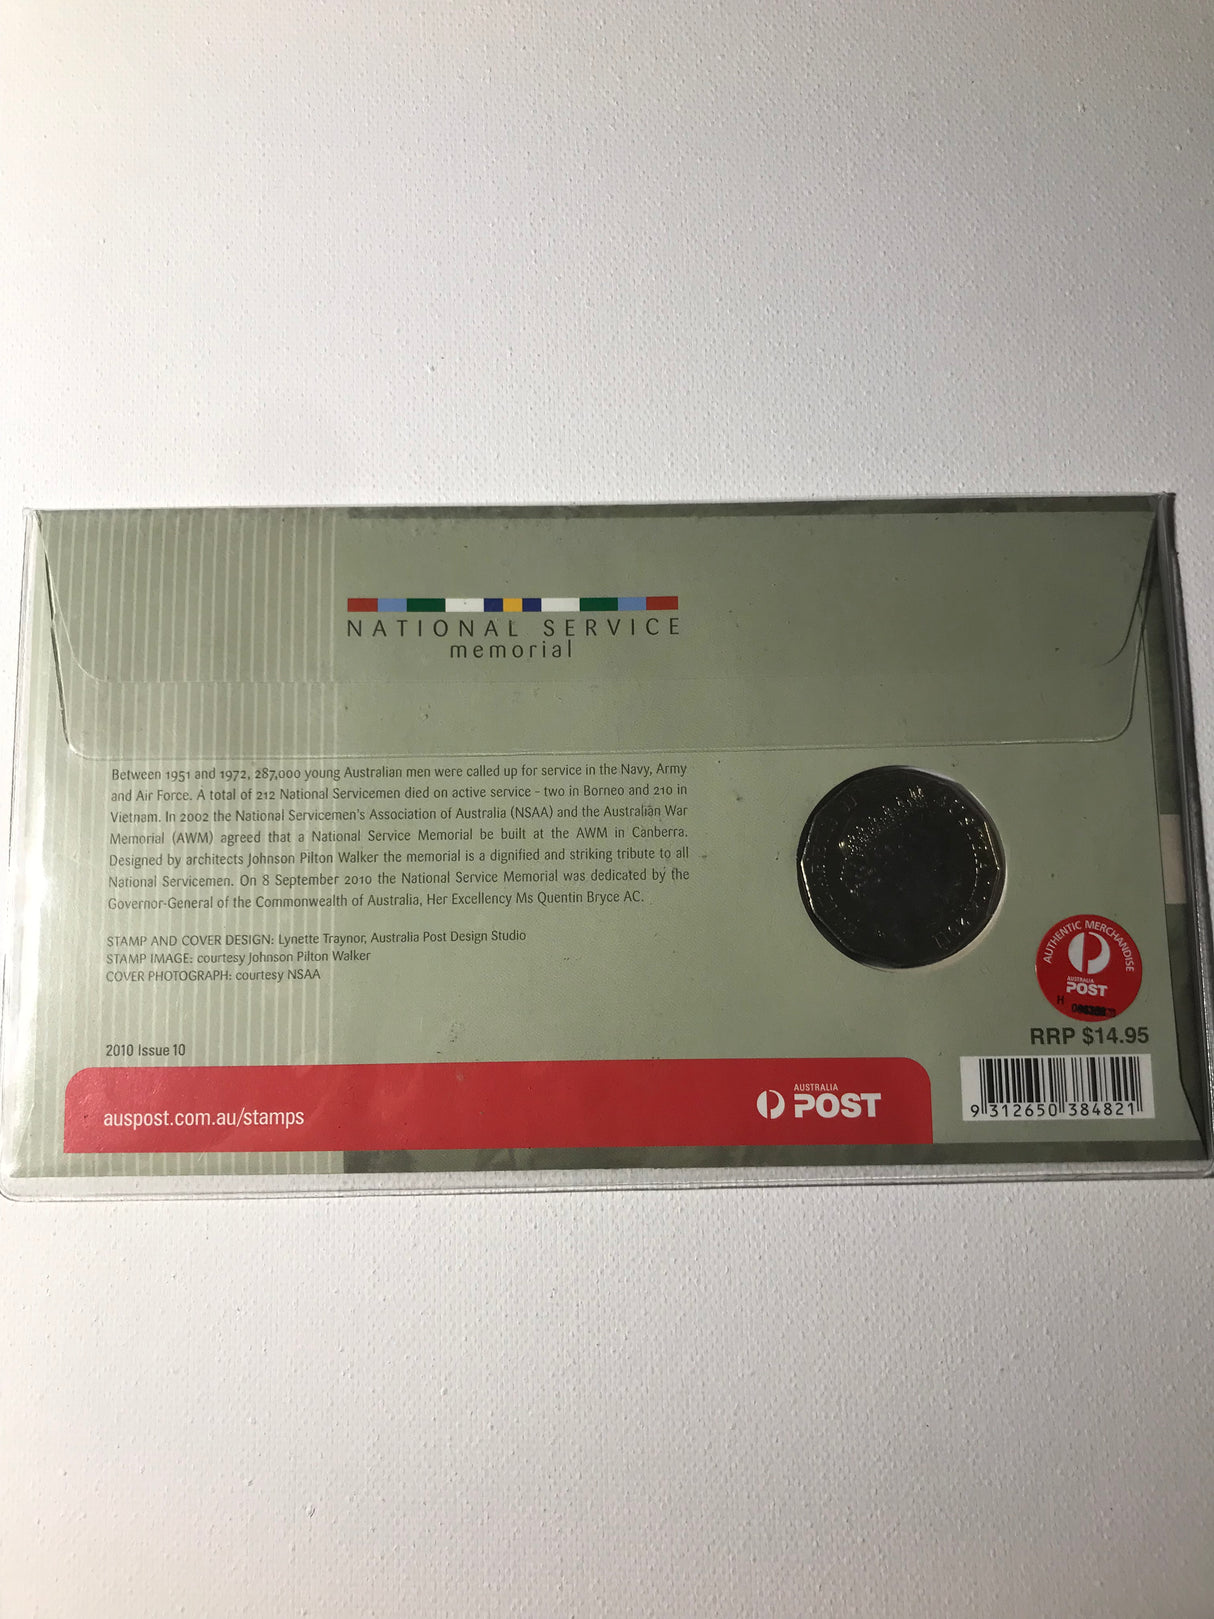 NATIONAL SERVICE
memorial
Between 1951 and 1972, 287,000 young Australian men were called up for service in the Navy, Army
and Air Force. A total of 212 National Servicemen died on active service - two in Borneo and 210 in
Vietnam. In 2002 the National Servicemen's Association of Australia (NSAA) and the Australian War
Memorial (AWM) agreed that a National Service Memorial be built at the AWM in Canberra.
Designed by architects Johnson Pilton Walker the memorial is a dignified and striking tribute to all
National Servicemen. On 8 September 2010 the National Service Memorial was dedicated by the
Governor-General of the Commonwealth of Australia, Her Excellency Ms Quentin Bryce AC.
STAMP AND COVER DESIGN: Lynette Traynor, Australia Post Design Studio
STAMP IMAGE: courtesy Johnson Pilton Walker
COVER PHOTOGRAPH: courtesy NSAA
2010 Issue 10
auspost.com.au/stamps
AUSTRALIA
POST
AUTHENTIC MERCHANDISE
AUSTRALIA
POST
H
RRP $14.95
9 312650 384821